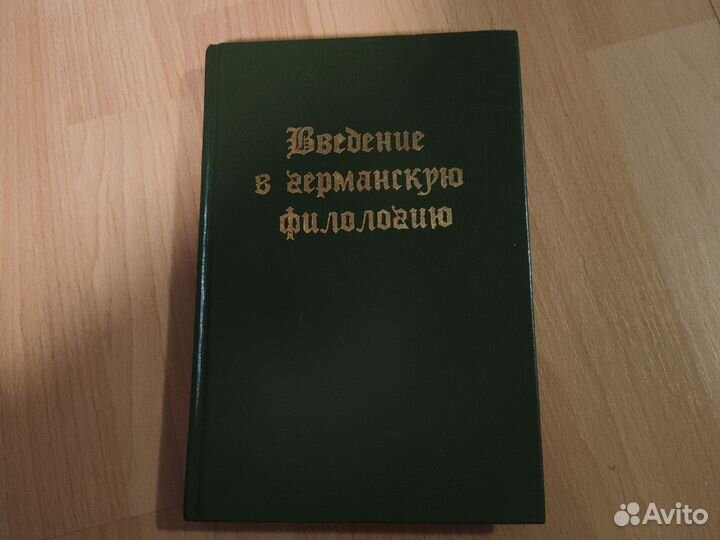 Введение
в германскую
филологию
Avito